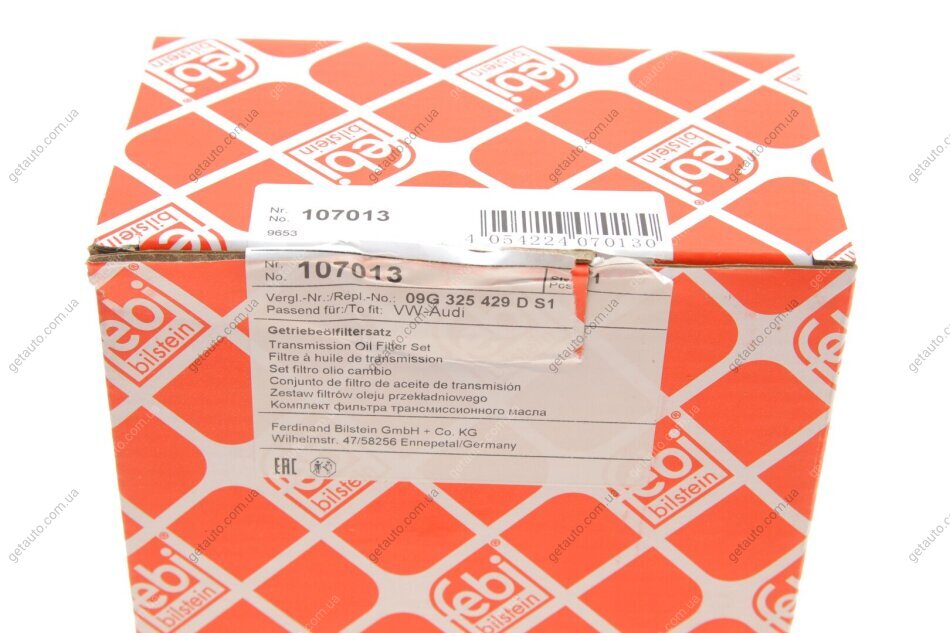 febi bilstein
Nr.
No. 107013
9653
4 054224 070130
Nr.
No. 107013
Vergl.-Nr.:/Repl.-No.: 09G 325 429 D S1
Passend für:/To fit: VW-Audi
Getriebeölfiltersatz
Transmission Oil Filter Set
Filtre à huile de transmission
Set filtro olio cambio
Conjunto de filtro de aceite de transmisión
Zestaw filtrów oleju przekładniowego
Комплект фильтра трансмиссионного масла
Ferdinand Bilstein GmbH + Co. KG
Wilhelmstr. 47/58256 Ennepetal/Germany
EAC
febi bilstein
getauto.com.ua